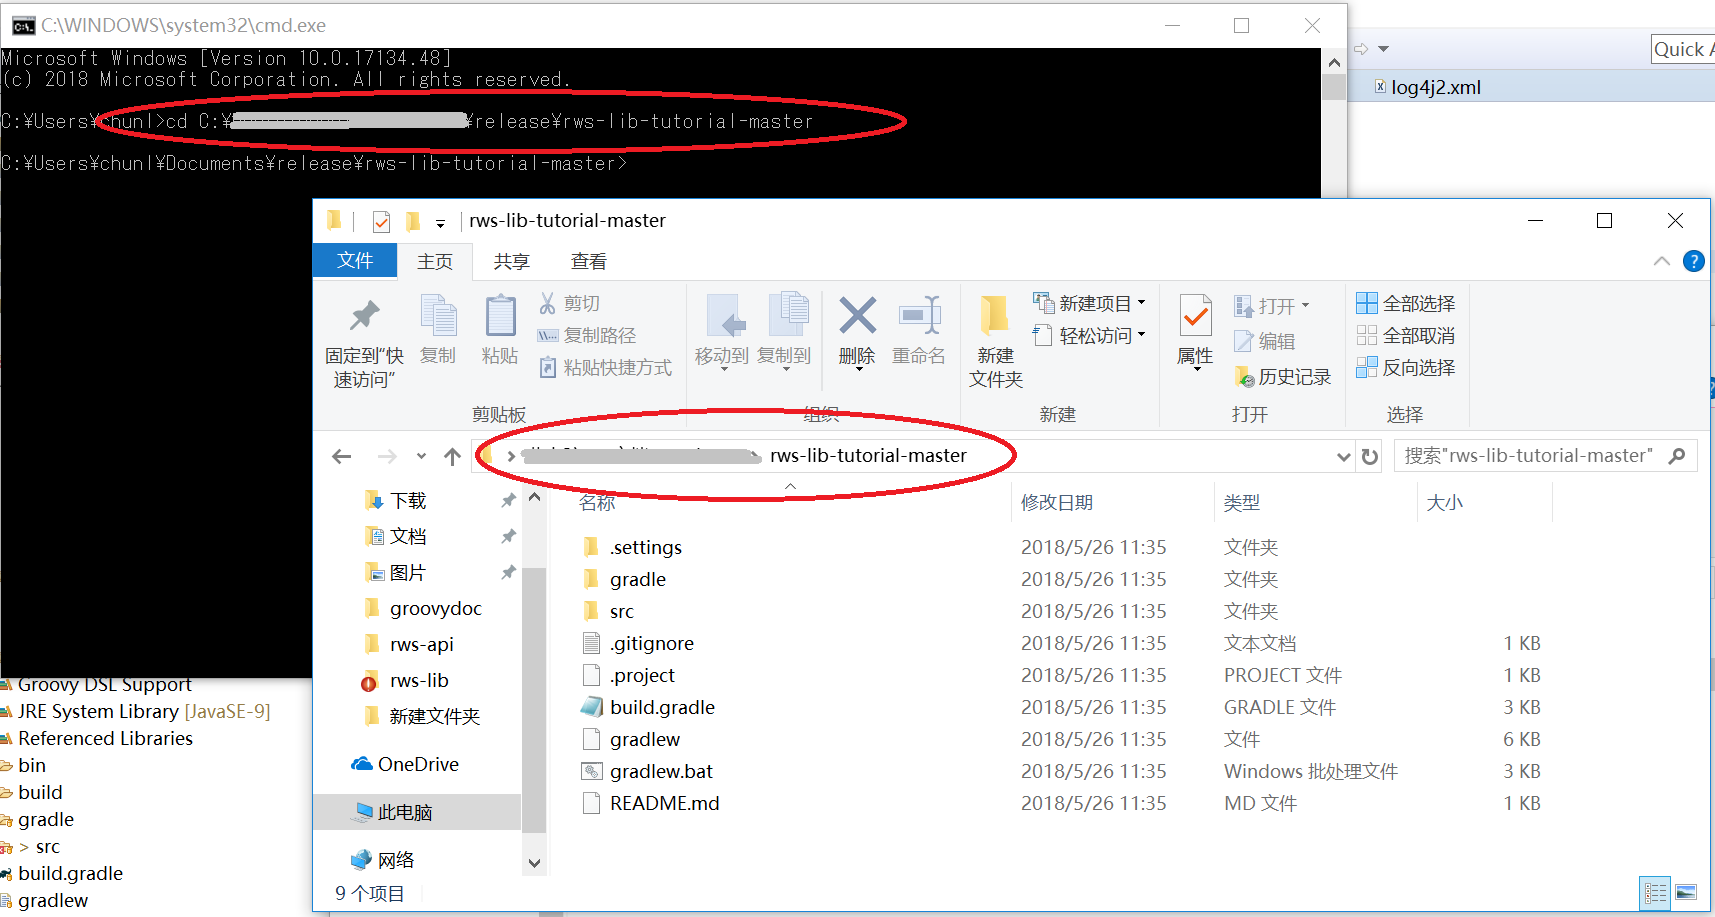 C:\WINDOWS\system32\cmd.exe
Microsoft Windows [Version 10.0.17134.48]
(c) 2018 Microsoft Corporation. All rights reserved.
C:¥Users¥chunl>cd C:¥ ¥release¥rws-lib-tutorial-master
C:¥Users¥chunl¥Documents¥release¥rws-lib-tutorial-master>
Quick
log4j2.xml
rws-lib-tutorial-master
文件 主页 共享 查看
固定到"快速访问"
复制
粘贴
剪切
复制路径
粘贴快捷方式
剪贴板
移动到
复制到
删除
重命名
组织
新建
文件夹
新建项目
轻松访问
新建
属性
打开
编辑
历史记录
打开
全部选择
全部取消
反向选择
选择
rws-lib-tutorial-master
搜索"rws-lib-tutorial-master"
下载
文档
图片
groovydoc
rws-api
rws-lib
新建文件夹
OneDrive
此电脑
网络
名称 修改日期 类型 大小
.settings 2018/5/26 11:35 文件夹
gradle 2018/5/26 11:35 文件夹
src 2018/5/26 11:35 文件夹
.gitignore 2018/5/26 11:35 文本文档 1 KB
.project 2018/5/26 11:35 PROJECT 文件 1 KB
build.gradle 2018/5/26 11:35 GRADLE 文件 3 KB
gradlew 2018/5/26 11:35 文件 6 KB
gradlew.bat 2018/5/26 11:35 Windows 批处理文件 3 KB
README.md 2018/5/26 11:35 MD 文件 1 KB
9 个项目
Groovy DSL Support
JRE System Library [JavaSE-9]
Referenced Libraries
bin
build
gradle
> src
build.gradle
gradlew